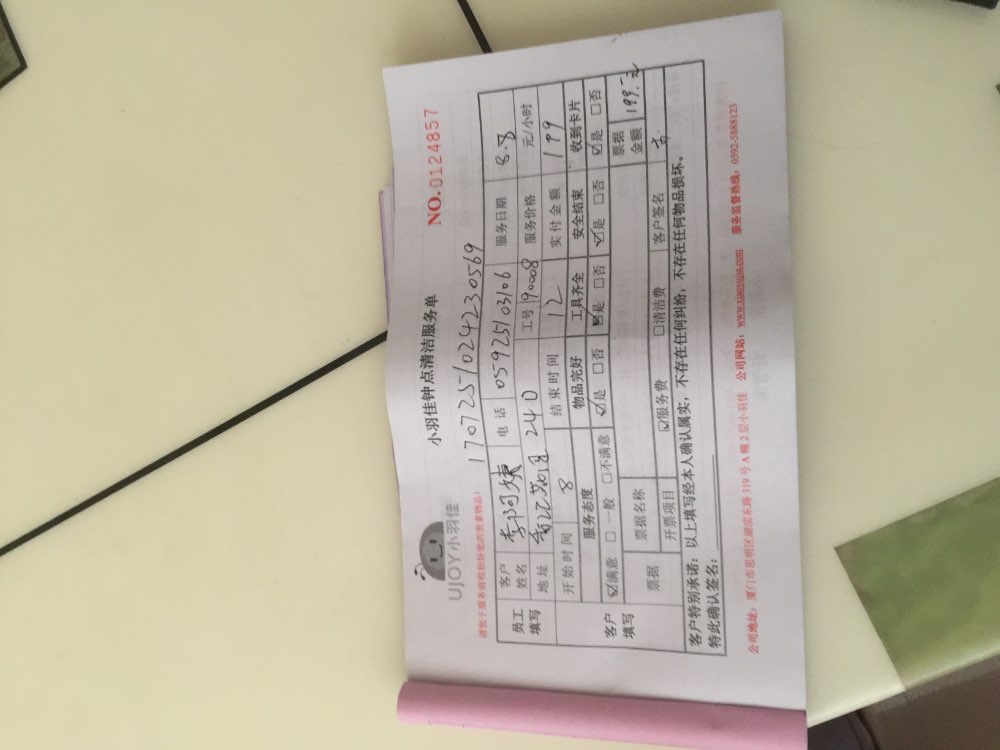 UJOY小羽佳
小羽佳钟点清洁服务单
NO.0124857
请您于服务前收拾好您的贵重物品!
170725102423 0569
员工填写 客户姓名 李阿姨 电话 05925103106 服务日期 8.8
地址 240 工号 90008 服务价格 元/小时
开始时间 8 结束时间 12 实付金额 199
客户填写 服务态度 物品完好 工具齐全 安全结束 收到卡片
☑满意 □一般 □不满意 ☑是 □否 ☑是 □否 ☑是 □否 ☑是 □否
票据 票据名称 票据金额 199.-元
开票项目 ☑服务费 □清洁费 客户签名
客户特别承诺:以上填写经本人确认属实,不存在任何纠纷,不存在任何物品损坏。
特此确认签名:
公司地址:厦门市思明区湖滨东路319号A幢2层小羽佳 公司网站:www.xiaoyujia.com 服务监督热线:0592-5888123